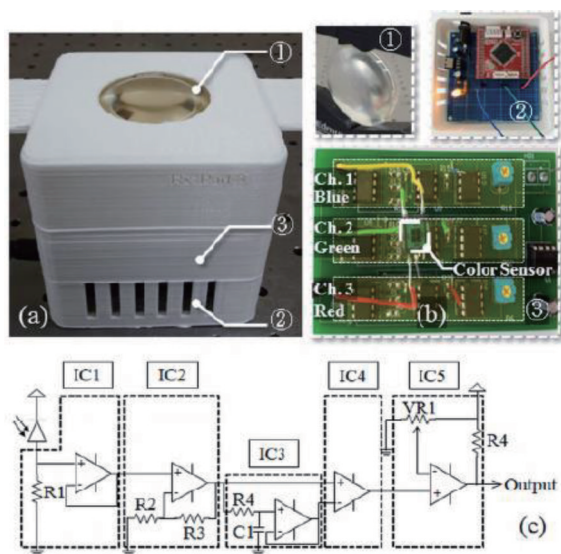 ①
③
②
(a)
①
②
Ch. 1
Blue
Ch. 2
Green
Color Sensor
Ch. 3
Red
(b)
③
IC1
IC2
IC3
IC4
IC5
VR1
R1
R2
R3
R4
C1
R4
Output
(c)